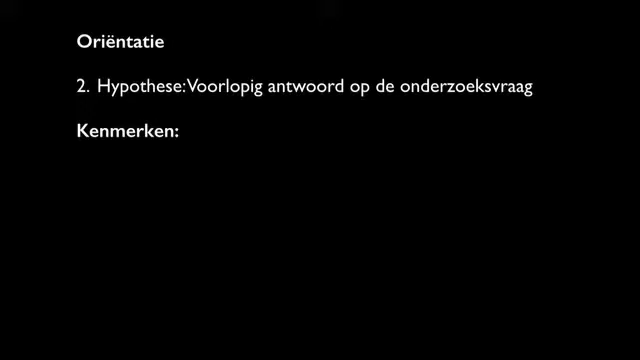 Oriëntatie
2. Hypothese: Voorlopig antwoord op de onderzoeksvraag
Kenmerken: